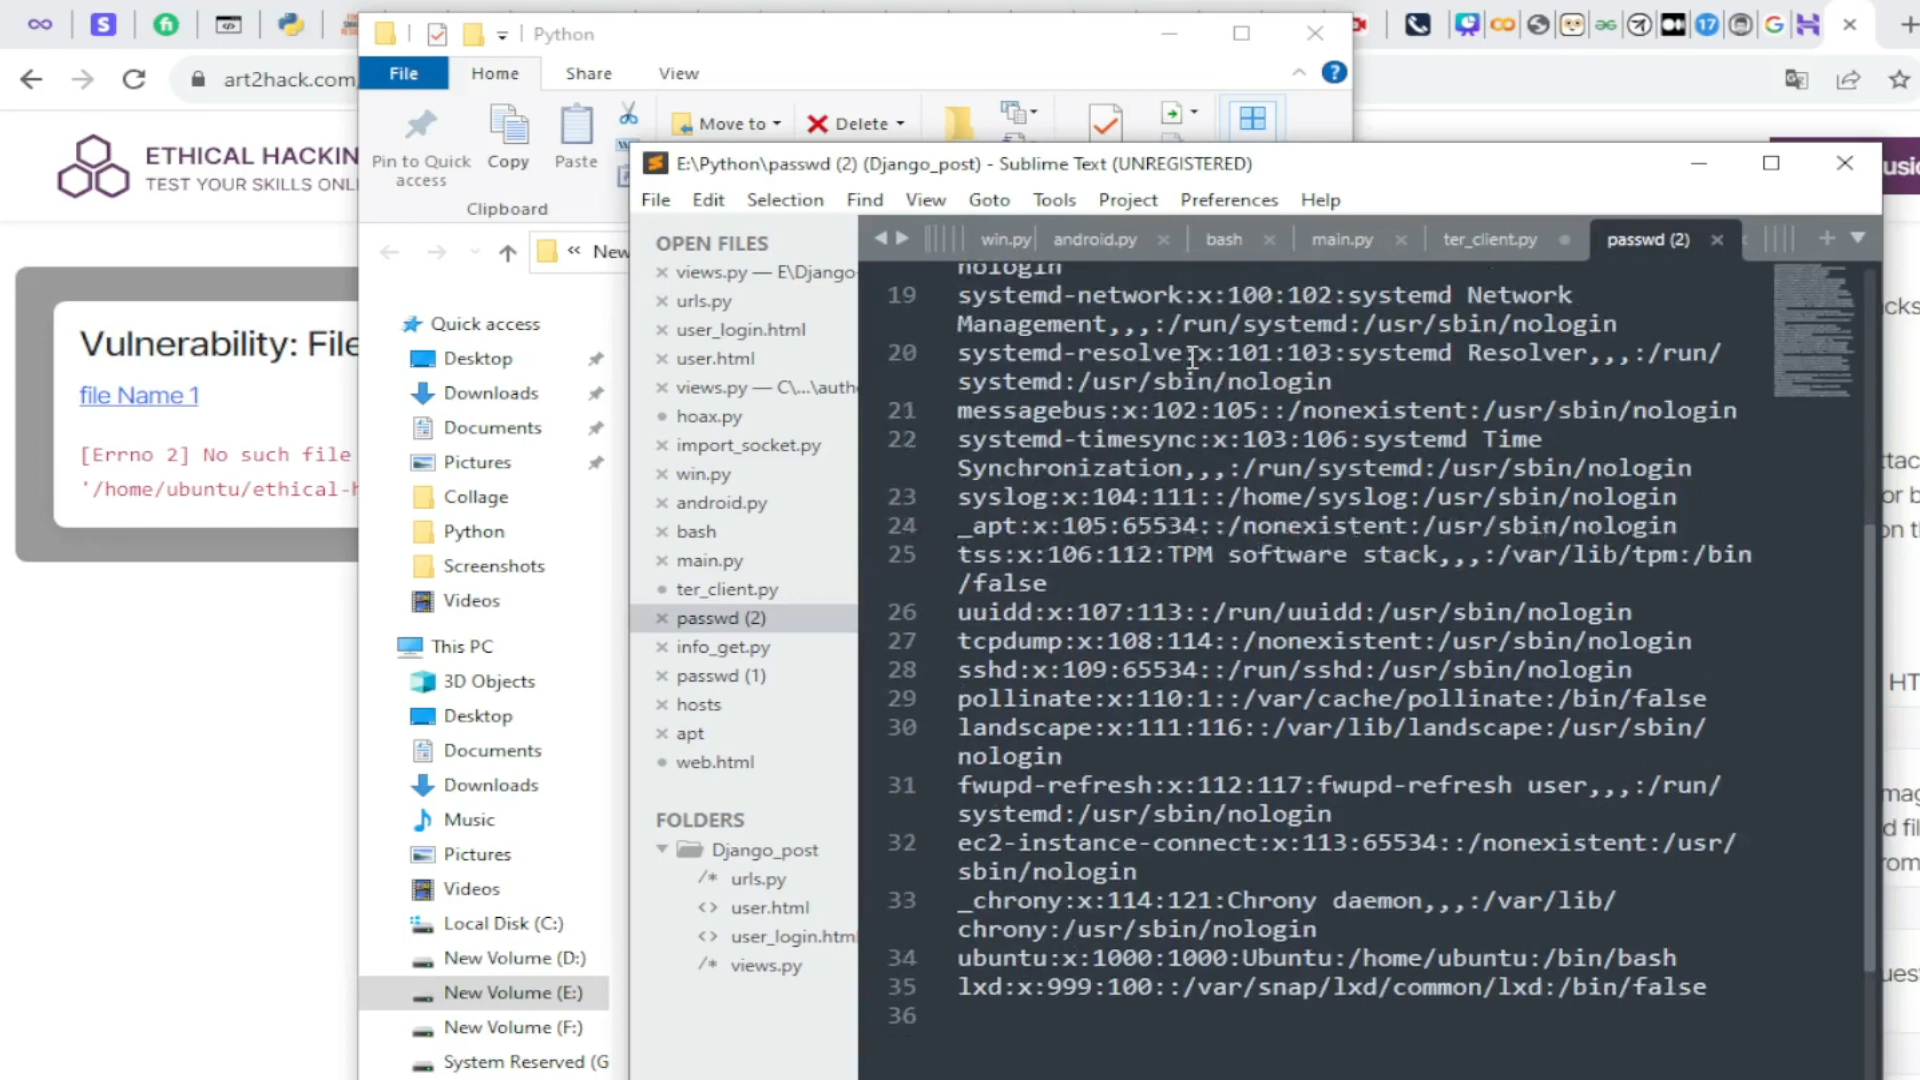 art2hack.com
ETHICAL HACKIN
TEST YOUR SKILLS ONL
Vulnerability: File
file Name 1
[Errno 2] No such file
'/home/ubuntu/ethical-h
Python
File
Home
Share
View
Pin to Quick
access
Copy
Paste
Move to
Delete
Clipboard
« New
Quick access
Desktop
Downloads
Documents
Pictures
Collage
Python
Screenshots
Videos
This PC
3D Objects
Desktop
Documents
Downloads
Music
Pictures
Videos
Local Disk (C:)
New Volume (D:)
New Volume (E:)
New Volume (F:)
System Reserved (G
E:\Python\passwd (2) (Django_post) - Sublime Text (UNREGISTERED)
File Edit Selection Find View Goto Tools Project Preferences Help
OPEN FILES
views.py — E\Django-
urls.py
user_login.html
user.html
views.py — C\...\auth
hoax.py
import_socket.py
win.py
android.py
bash
main.py
ter_client.py
passwd (2)
info_get.py
passwd (1)
hosts
apt
web.html
FOLDERS
Django_post
/* urls.py
<> user.html
<> user_login.html
/* views.py
win.py android.py bash main.py ter_client.py passwd (2)
nologin
19 systemd-network:x:100:102:systemd Network
Management,,,:/run/systemd:/usr/sbin/nologin
20 systemd-resolve:x:101:103:systemd Resolver,,,:/run/
systemd:/usr/sbin/nologin
21 messagebus:x:102:105::/nonexistent:/usr/sbin/nologin
22 systemd-timesync:x:103:106:systemd Time
Synchronization,,,:/run/systemd:/usr/sbin/nologin
23 syslog:x:104:111::/home/syslog:/usr/sbin/nologin
24 _apt:x:105:65534::/nonexistent:/usr/sbin/nologin
25 tss:x:106:112:TPM software stack,,,:/var/lib/tpm:/bin
/false
26 uuidd:x:107:113::/run/uuidd:/usr/sbin/nologin
27 tcpdump:x:108:114::/nonexistent:/usr/sbin/nologin
28 sshd:x:109:65534::/run/sshd:/usr/sbin/nologin
29 pollinate:x:110:1::/var/cache/pollinate:/bin/false
30 landscape:x:111:116::/var/lib/landscape:/usr/sbin/
nologin
31 fwupd-refresh:x:112:117:fwupd-refresh user,,,:/run/
systemd:/usr/sbin/nologin
32 ec2-instance-connect:x:113:65534::/nonexistent:/usr/
sbin/nologin
33 _chrony:x:114:121:Chrony daemon,,,:/var/lib/
chrony:/usr/sbin/nologin
34 ubuntu:x:1000:1000:Ubuntu:/home/ubuntu:/bin/bash
35 lxd:x:999:100::/var/snap/lxd/common/lxd:/bin/false
36